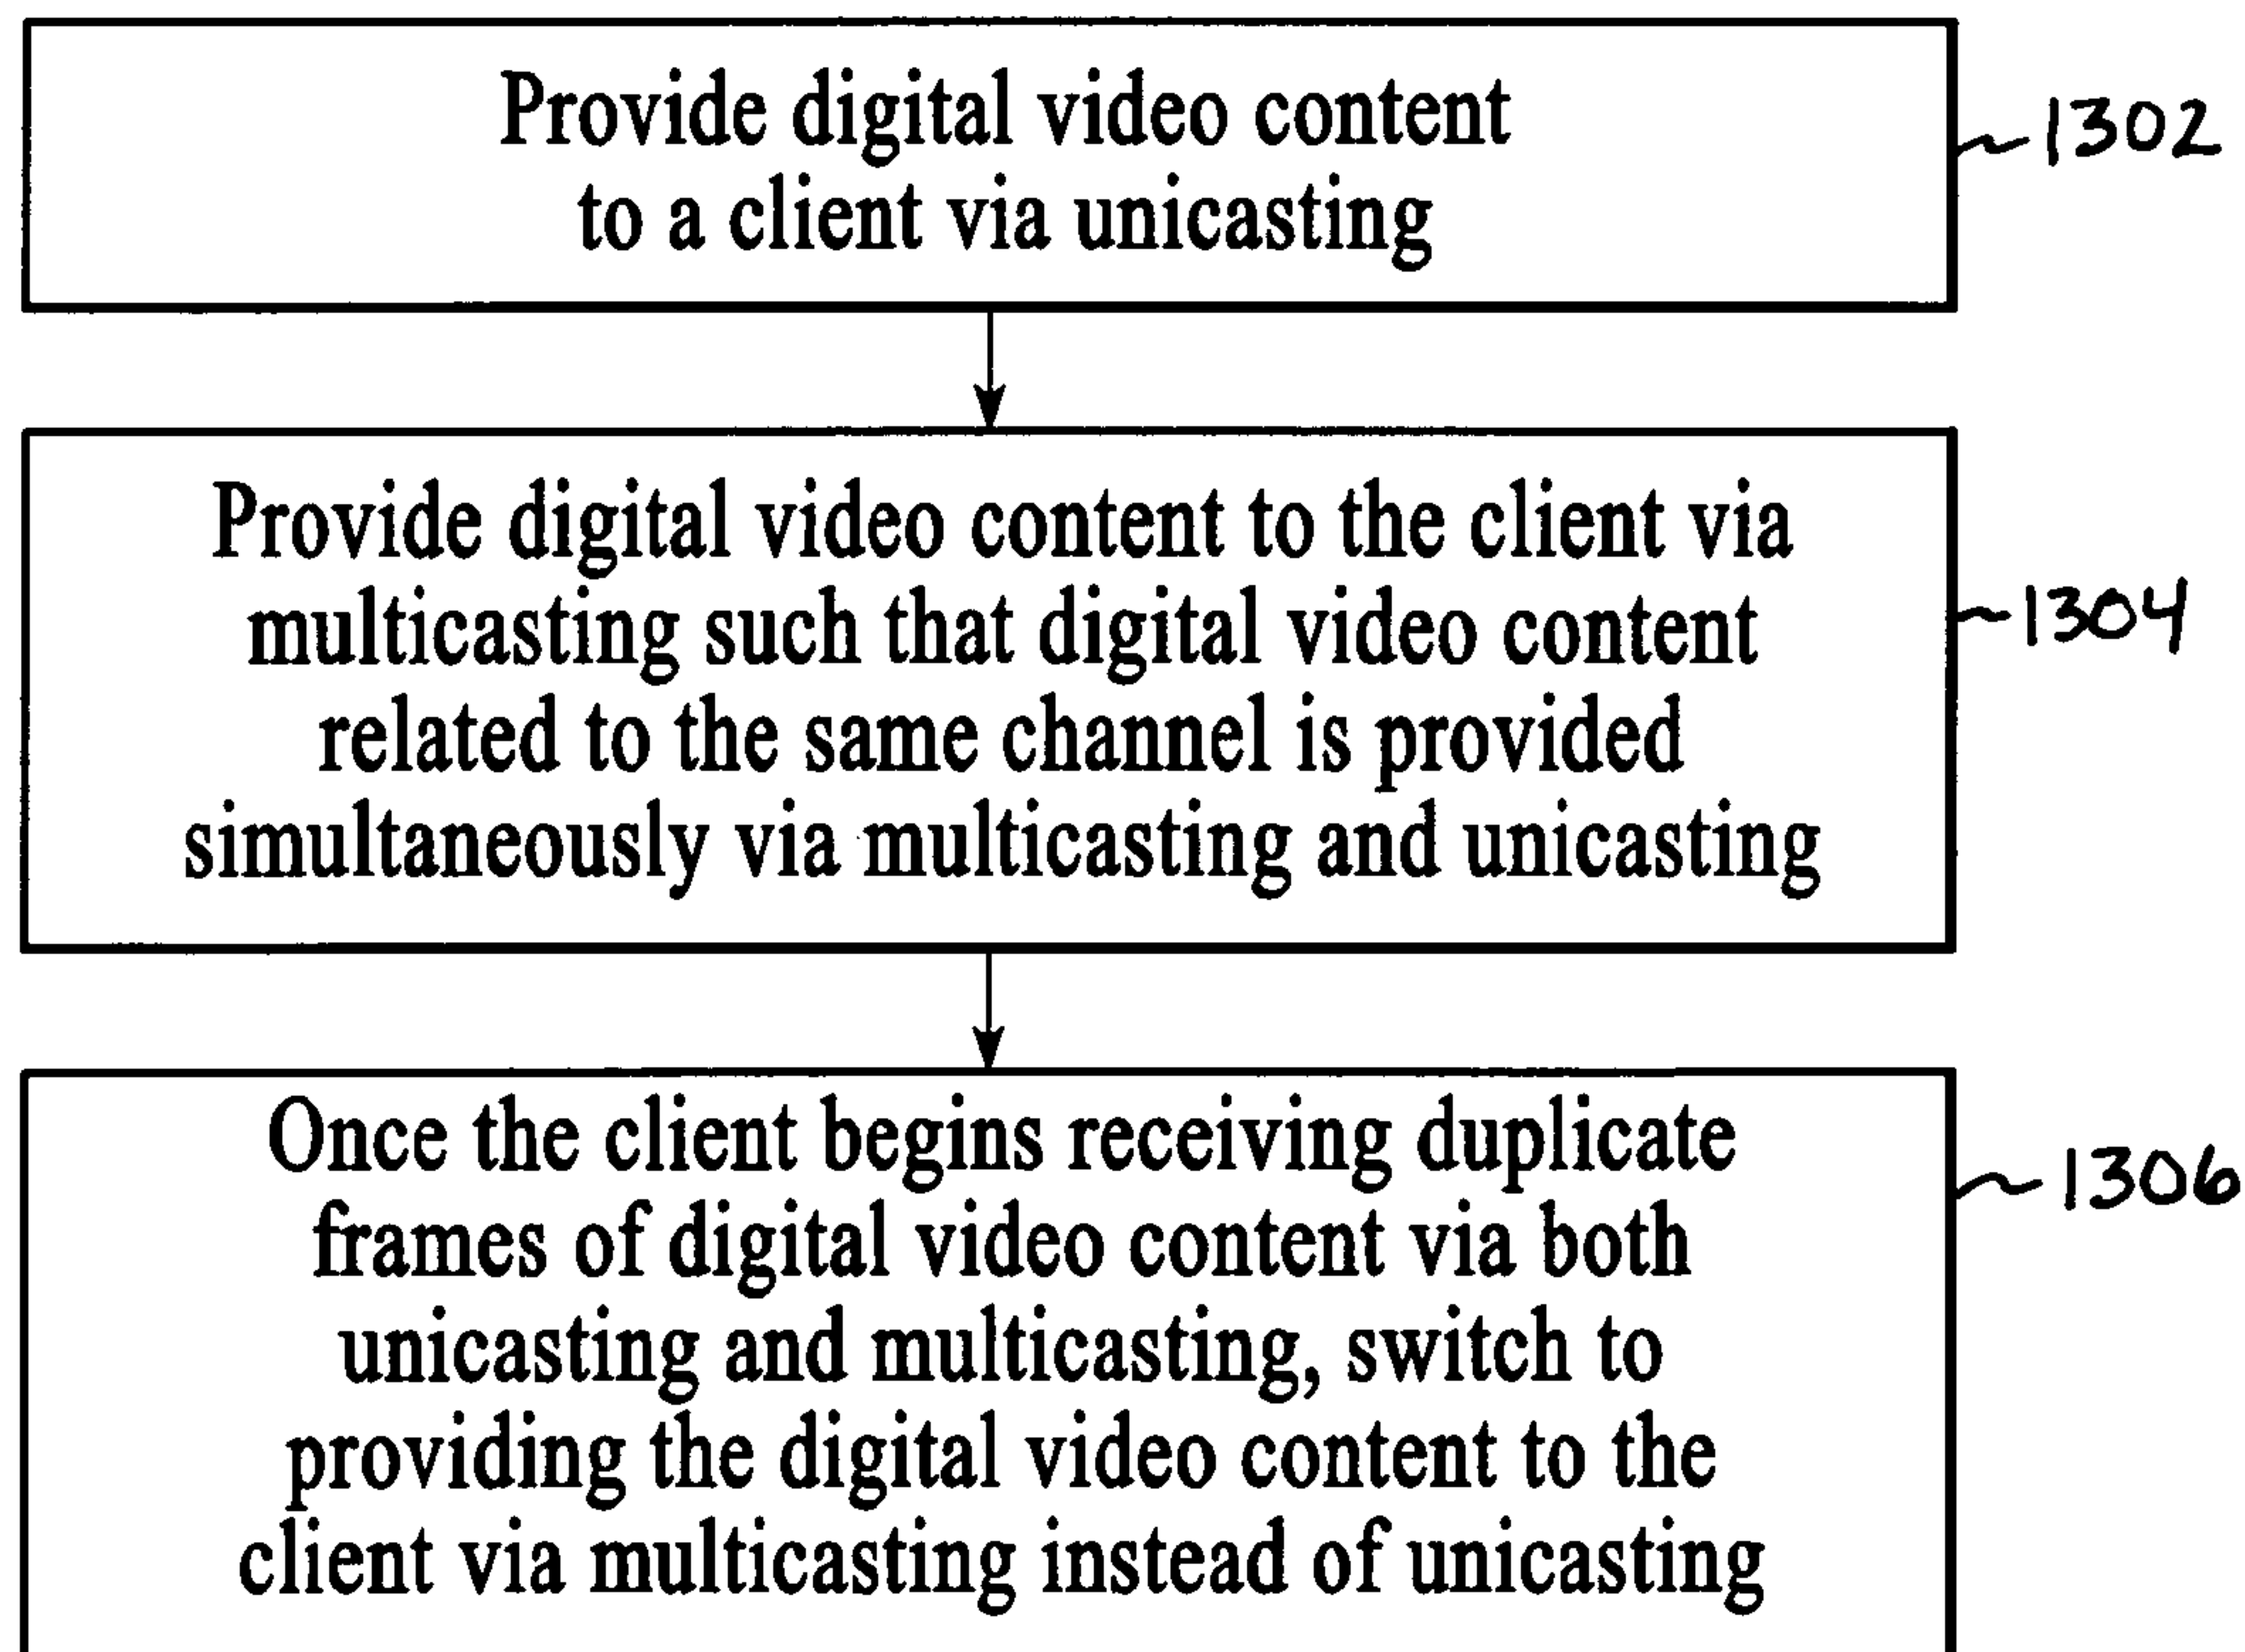 Provide digital video content
to a client via unicasting
1302
Provide digital video content to the client via
multicasting such that digital video content
related to the same channel is provided
simultaneously via multicasting and unicasting
1304
Once the client begins receiving duplicate
frames of digital video content via both
unicasting and multicasting, switch to
providing the digital video content to the
client via multicasting instead of unicasting
1306